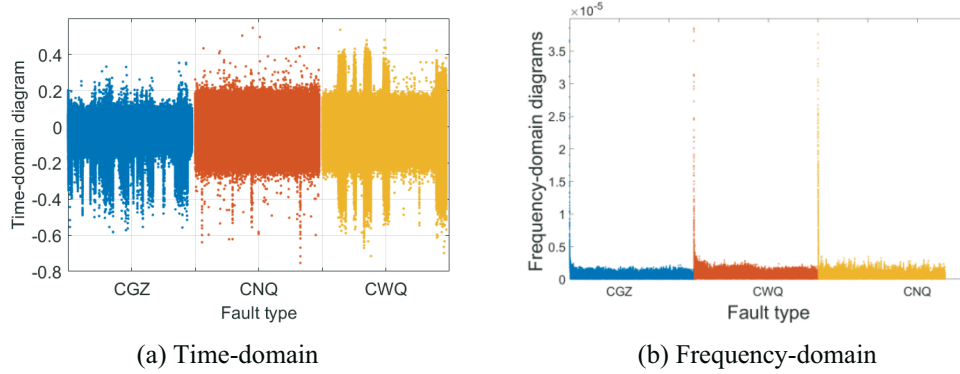 Time-domain diagram
0.4
0.2
0
-0.2
-0.4
-0.6
-0.8
CGZ CNQ CWQ
Fault type
(a) Time-domain
×10-5
Frequency-domain diagrams
3.5
3
2.5
2
1.5
1
0.5
0
CGZ CWQ CNQ
Fault type
(b) Frequency-domain